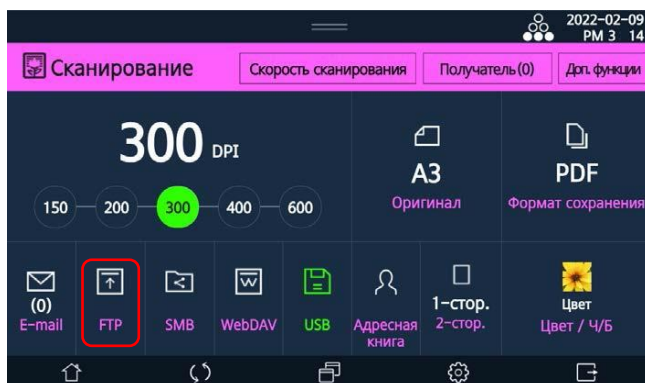 2022-02-09
PM 3 14
Сканирование
Скорость сканирования
Получатель(0)
Доп. функции
300 DPI
150
200
300
400
600
A3
Оригинал
PDF
Формат сохранения
(0)
E-mail
FTP
SMB
WebDAV
USB
Адресная
книга
1-стор.
2-стор.
Цвет
Цвет / Ч/Б